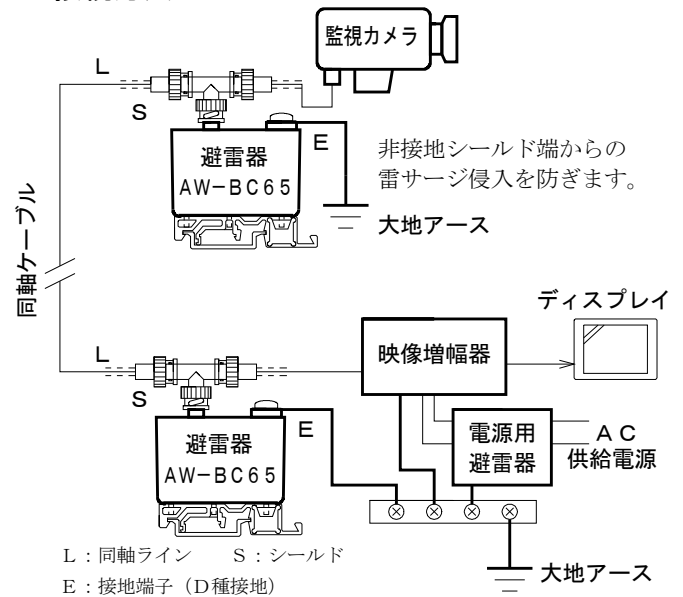 監視カメラ
L
S
避雷器
AW−BC65
E
非接地シールド端からの
雷サージ侵入を防ぎます。
大地アース
同軸ケーブル
ディスプレイ
L
S
映像増幅器
避雷器
AW−BC65
E
電源用
避雷器
AC
供給電源
L：同軸ライン　S：シールド
E：接地端子（D種接地）
大地アース